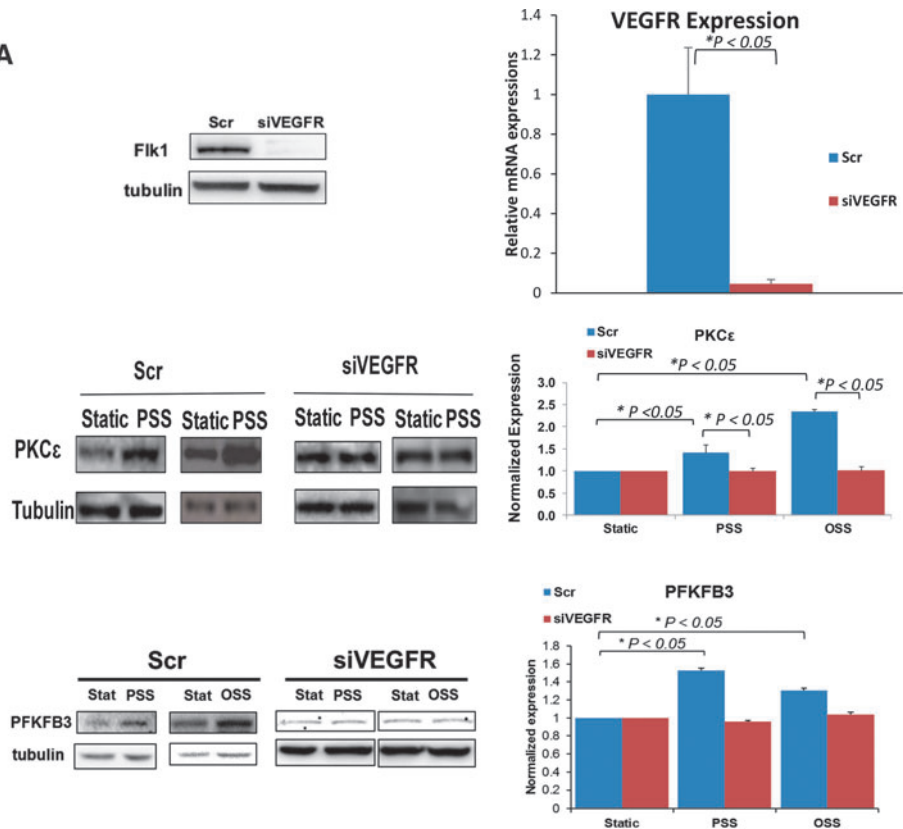 A
Scr siVEGFR
Flk1
tubulin
VEGFR Expression
*P < 0.05
Relative mRNA expressions
1.4
1.2
1
0.8
0.6
0.4
0.2
0
Scr
siVEGFR
Scr siVEGFR
Static PSS Static PSS Static PSS Static PSS
PKCε
Tubulin
Scr
siVEGFR
PKCε
*P < 0.05
* P <0.05
* P < 0.05
*P < 0.05
Normalized Expression
3.0
2.5
2.0
1.5
1.0
0.5
0.0
Static PSS OSS
Scr siVEGFR
Stat PSS Stat OSS Stat PSS Stat OSS
PFKFB3
tubulin
Scr
siVEGFR
PFKFB3
* P < 0.05
* P < 0.05
Normalized expression
1.8
1.6
1.4
1.2
1
0.8
0.6
0.4
0.2
0
Static PSS OSS